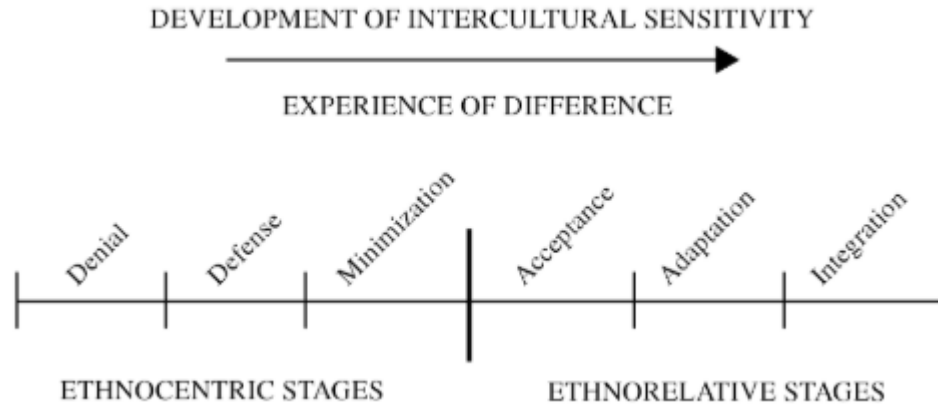 DEVELOPMENT OF INTERCULTURAL SENSITIVITY
EXPERIENCE OF DIFFERENCE
Denial
Defense
Minimization
Acceptance
Adaptation
Integration
ETHNOCENTRIC STAGES
ETHNORELATIVE STAGES